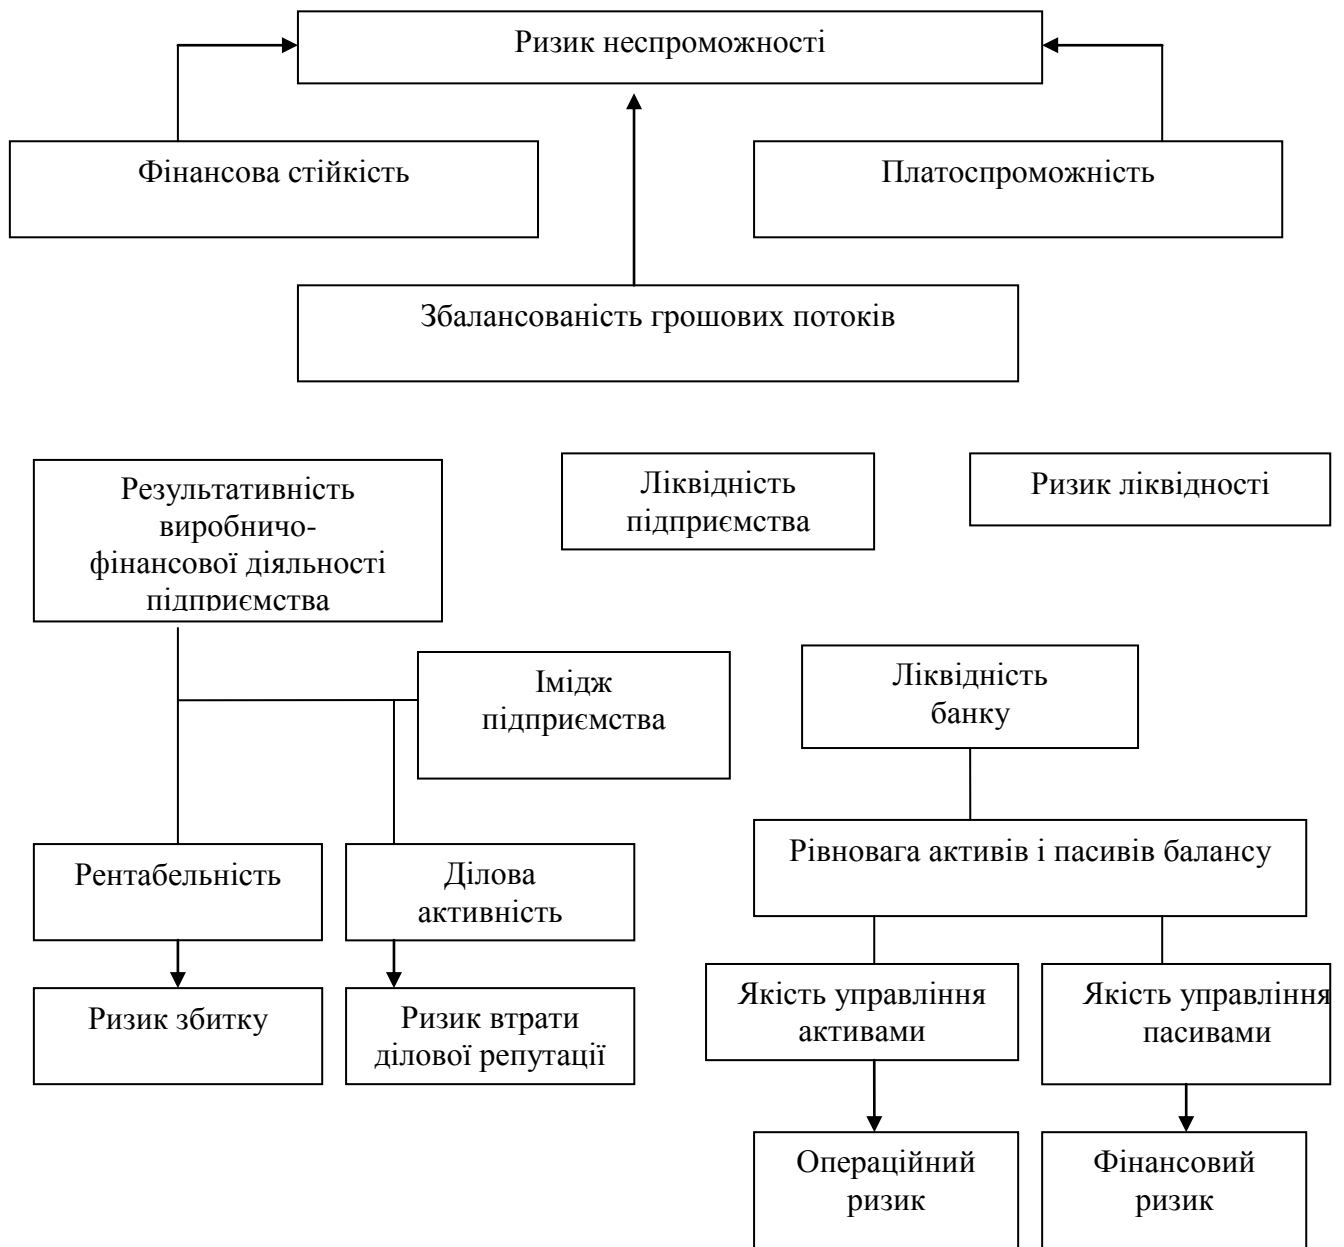 Ризик неспроможності
Фінансова стійкість
Платоспроможність
Збалансованість грошових потоків
Результативність
виробничо-
фінансової діяльності
підприємства
Ліквідність
підприємства
Ризик ліквідності
Імідж
підприємства
Ліквідність
банку
Рентабельність
Ділова
активність
Рівновага активів і пасивів балансу
Ризик збитку
Ризик втрати
ділової репутації
Якість управління
активами
Якість управління
пасивами
Операційний
ризик
Фінансовий
ризик